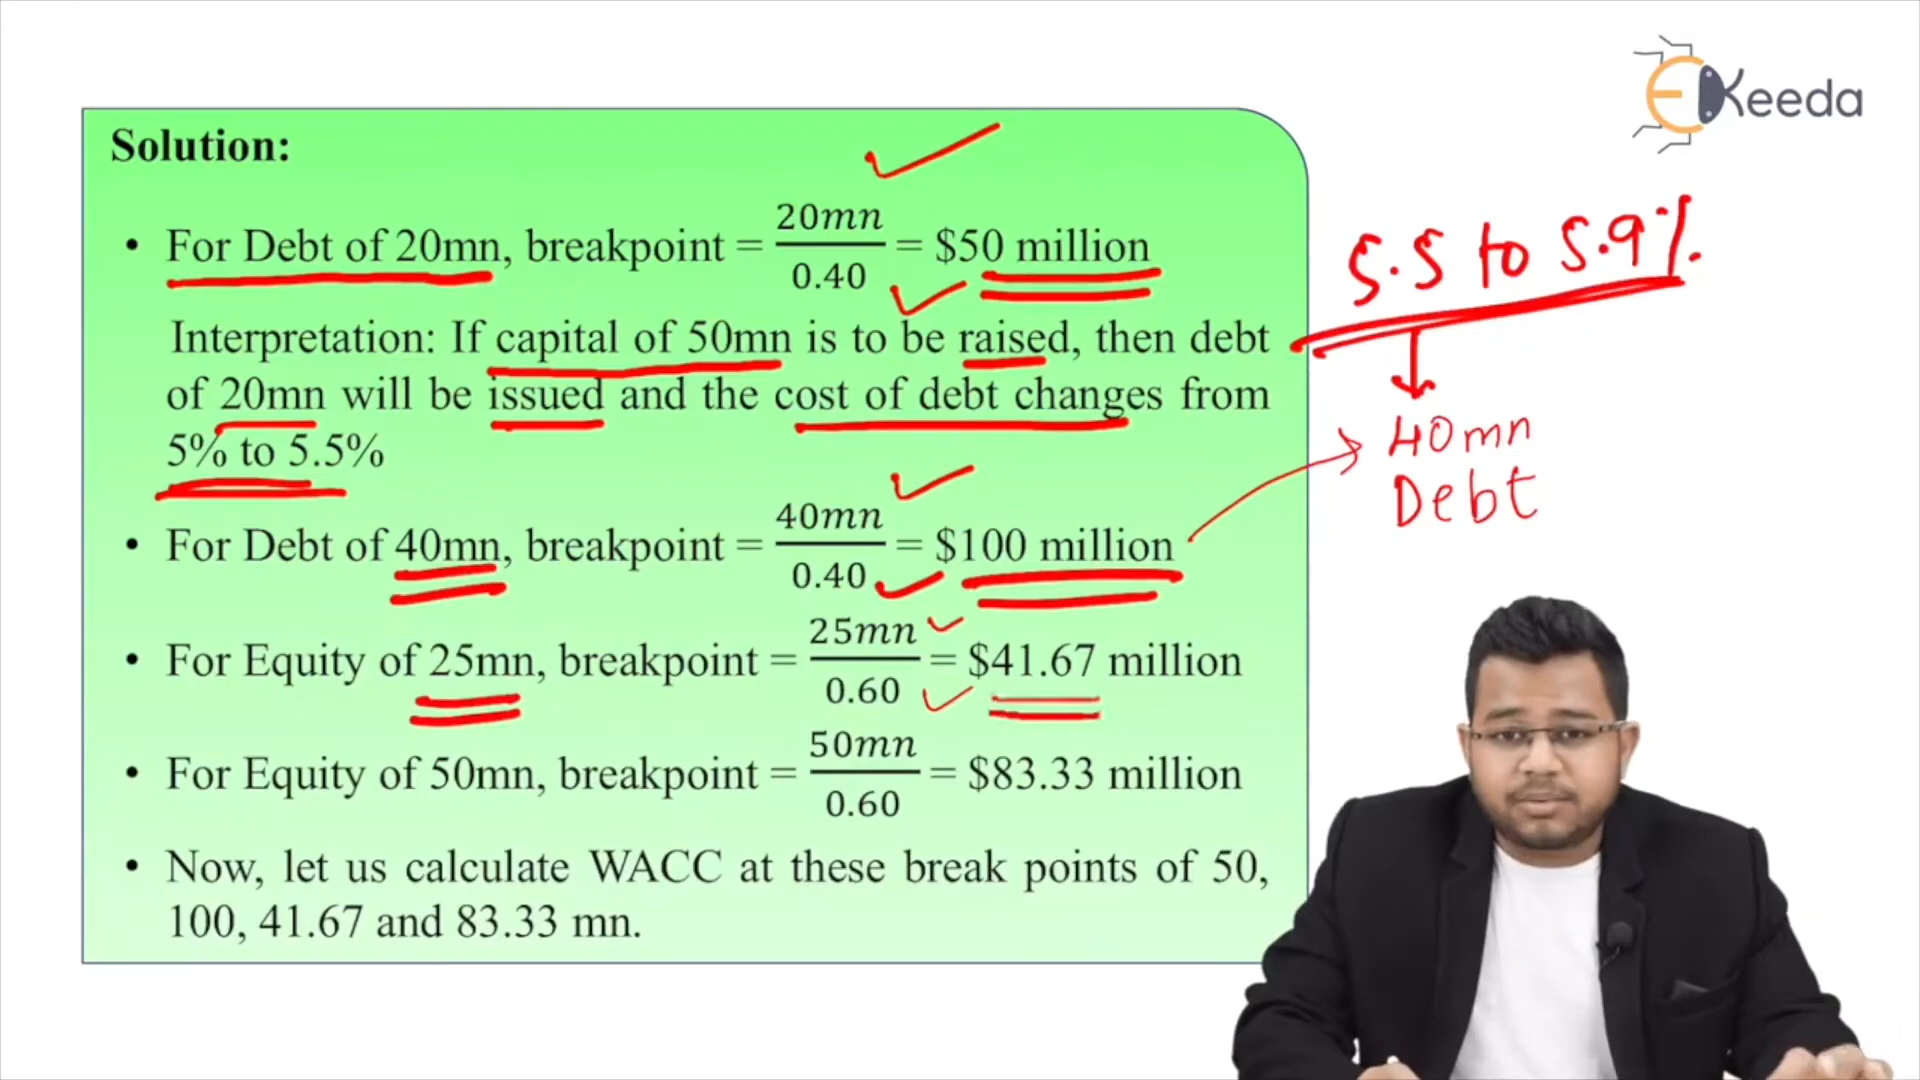 EKeeda
Solution:
• For Debt of 20mn, breakpoint = 20mn/0.40 = $50 million
Interpretation: If capital of 50mn is to be raised, then debt
of 20mn will be issued and the cost of debt changes from
5% to 5.5%
• For Debt of 40mn, breakpoint = 40mn/0.40 = $100 million
• For Equity of 25mn, breakpoint = 25mn/0.60 = $41.67 million
• For Equity of 50mn, breakpoint = 50mn/0.60 = $83.33 million
• Now, let us calculate WACC at these break points of 50,
100, 41.67 and 83.33 mn.
5.5 to 5.9%
40mn
Debt